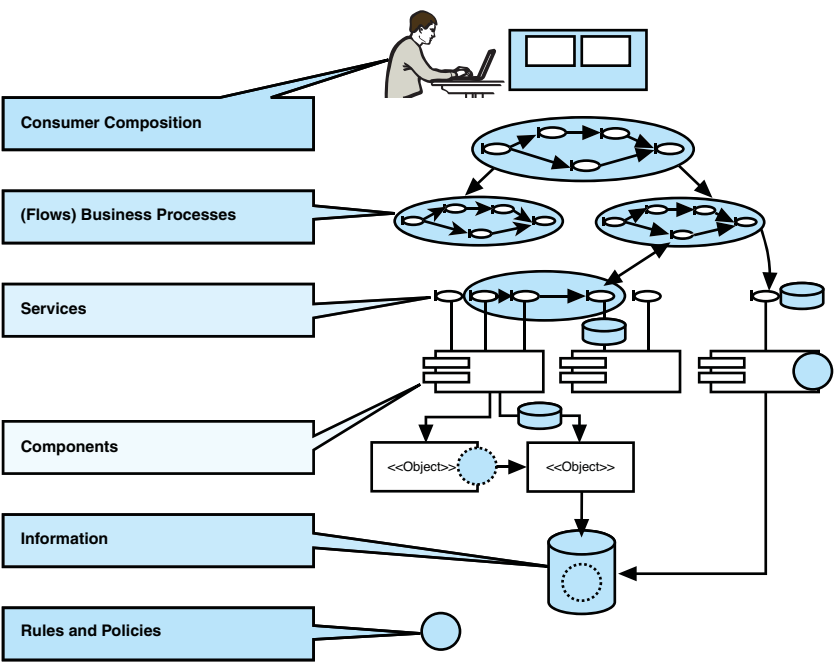 Consumer Composition
(Flows) Business Processes
Services
Components
<<Object>>
<<Object>>
Information
Rules and Policies